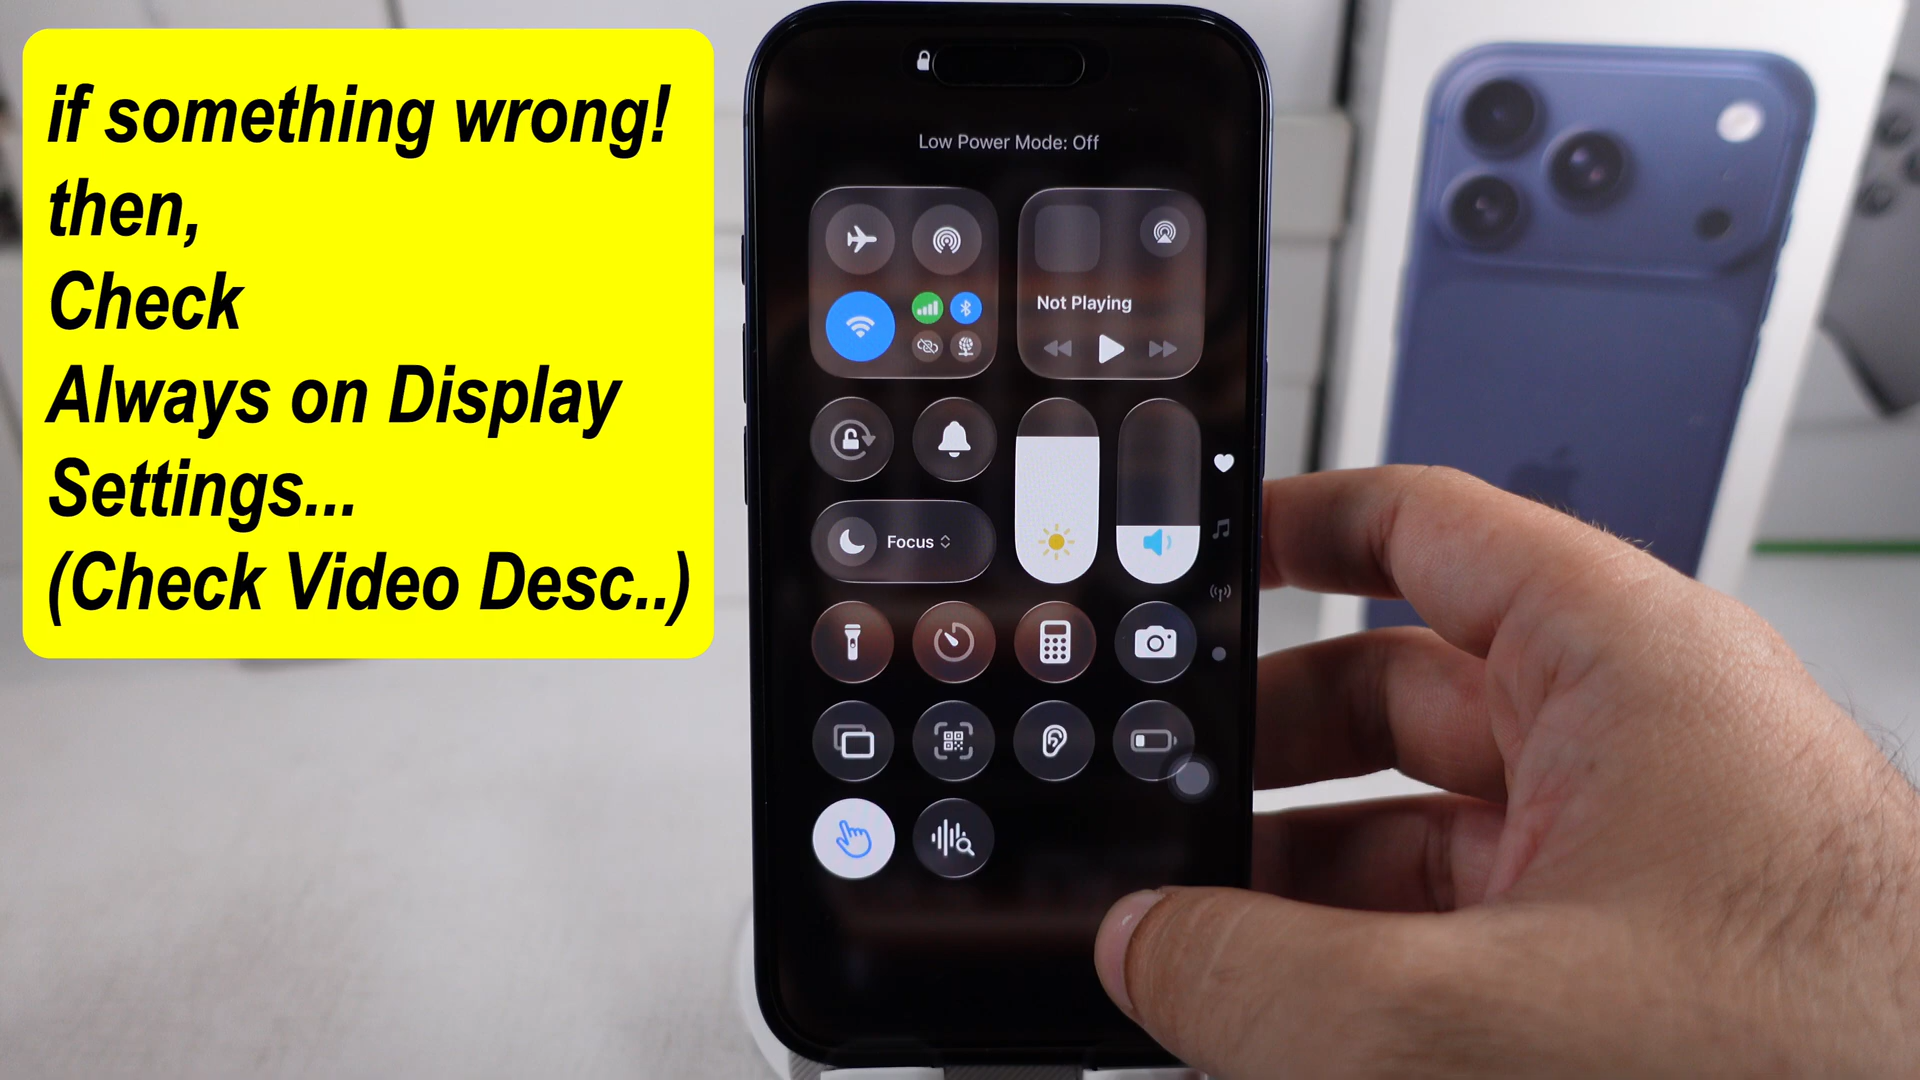 if something wrong!
then,
Check
Always on Display
Settings...
(Check Video Desc..)
Low Power Mode: Off
Not Playing
Focus